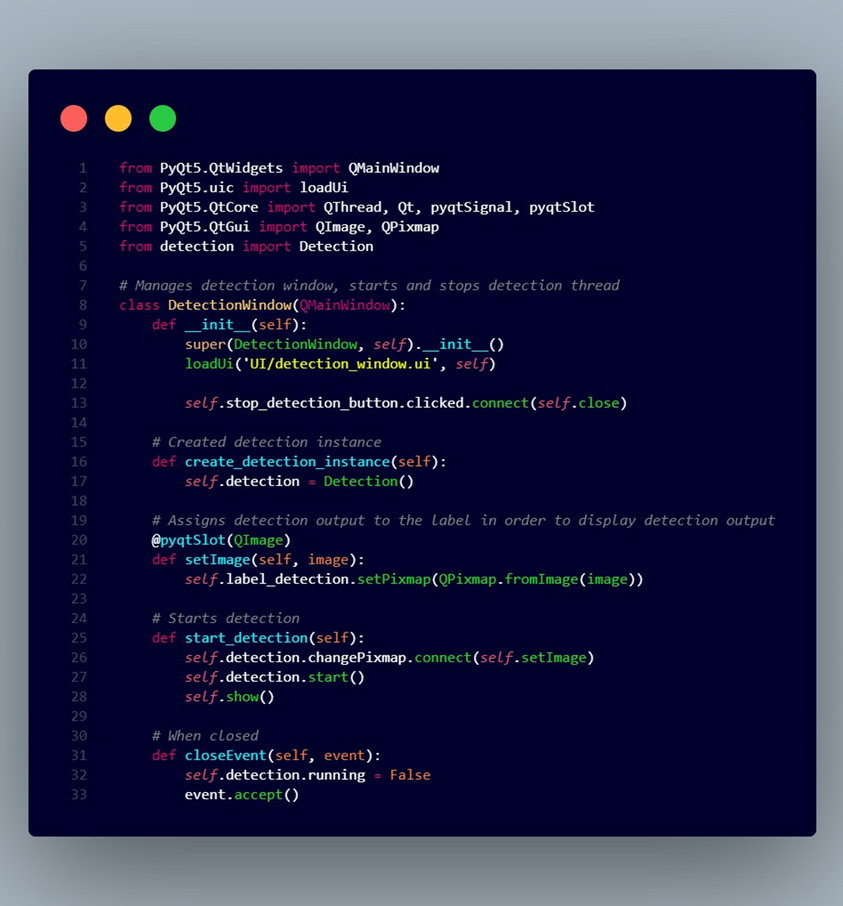 1 from PyQt5.QtWidgets import QMainWindow
2 from PyQt5.uic import loadUi
3 from PyQt5.QtCore import QThread, Qt, pyqtSignal, pyqtSlot
4 from PyQt5.QtGui import QImage, QPixmap
5 from detection import Detection
6
7 # Manages detection window, starts and stops detection thread
8 class DetectionWindow(QMainWindow):
9     def __init__(self):
10         super(DetectionWindow, self).__init__()
11         loadUi('UI/detection_window.ui', self)
12
13         self.stop_detection_button.clicked.connect(self.close)
14
15     # Created detection instance
16     def create_detection_instance(self):
17         self.detection = Detection()
18
19     # Assigns detection output to the label in order to display detection output
20     @pyqtSlot(QImage)
21     def setImage(self, image):
22         self.label_detection.setPixmap(QPixmap.fromImage(image))
23
24     # Starts detection
25     def start_detection(self):
26         self.detection.changePixmap.connect(self.setImage)
27         self.detection.start()
28         self.show()
29
30     # When closed
31     def closeEvent(self, event):
32         self.detection.running = False
33         event.accept()